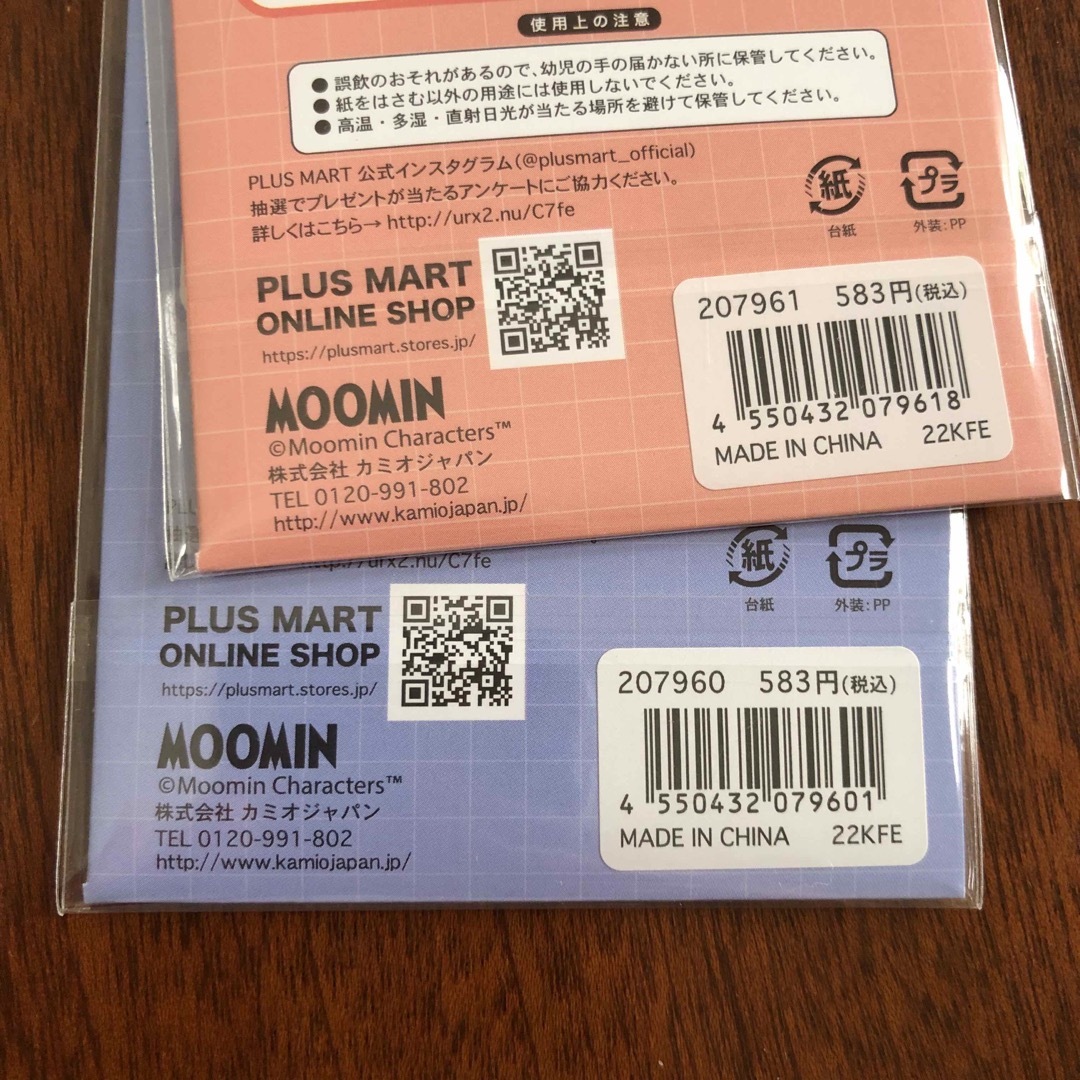 使用上の注意
●誤飲のおそれがあるので、幼児の手の届かない所に保管してください。
●紙をはさむ以外の用途には使用しないでください。
●高温・多湿・直射日光が当たる場所を避けて保管してください。
PLUS MART 公式インスタグラム(@plusmart_official)
抽選でプレゼントが当たるアンケートにご協力ください。
詳しくはこちら→ http://urx2.nu/C7fe
紙
台紙
プラ
外装:PP
PLUS MART
ONLINE SHOP
https://plusmart.stores.jp/
MOOMIN
©Moomin Characters™
株式会社 カミオジャパン
TEL 0120-991-802
http://www.kamiojapan.jp/
207961 583円(税込)
4 550432 079618
MADE IN CHINA 22KFE
http://urx2.nu/C7fe
紙
台紙
プラ
外装:PP
PLUS MART
ONLINE SHOP
https://plusmart.stores.jp/
MOOMIN
©Moomin Characters™
株式会社 カミオジャパン
TEL 0120-991-802
http://www.kamiojapan.jp/
207960 583円(税込)
4 550432 079601
MADE IN CHINA 22KFE